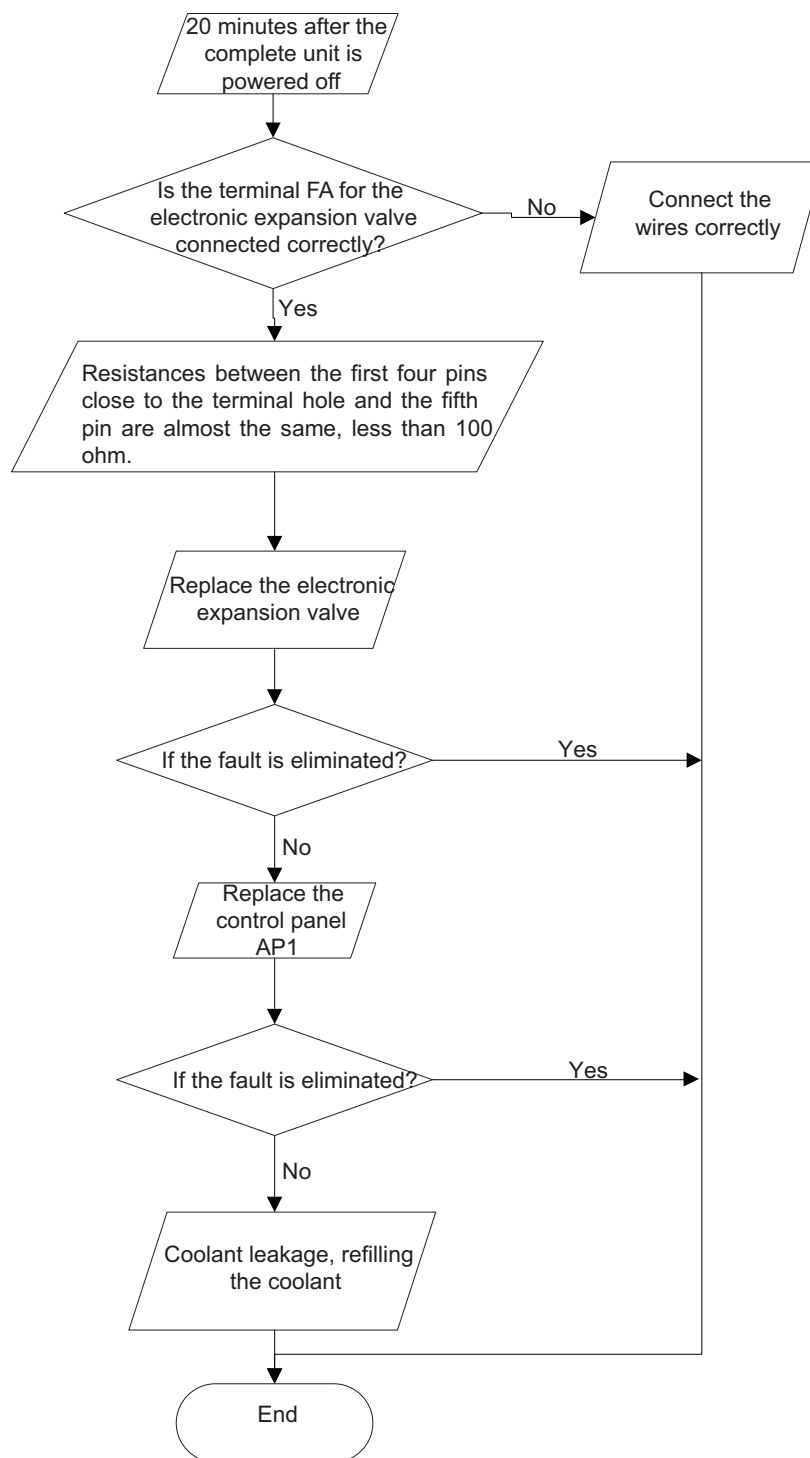 20 minutes after the
complete unit is
powered off
Is the terminal FA for the
electronic expansion valve
connected correctly?
No
Connect the
wires correctly
Yes
Resistances between the first four pins
close to the terminal hole and the fifth
pin are almost the same, less than 100
ohm.
Replace the electronic
expansion valve
If the fault is eliminated?
Yes
No
Replace the
control panel
AP1
If the fault is eliminated?
Yes
No
Coolant leakage, refilling
the coolant
End